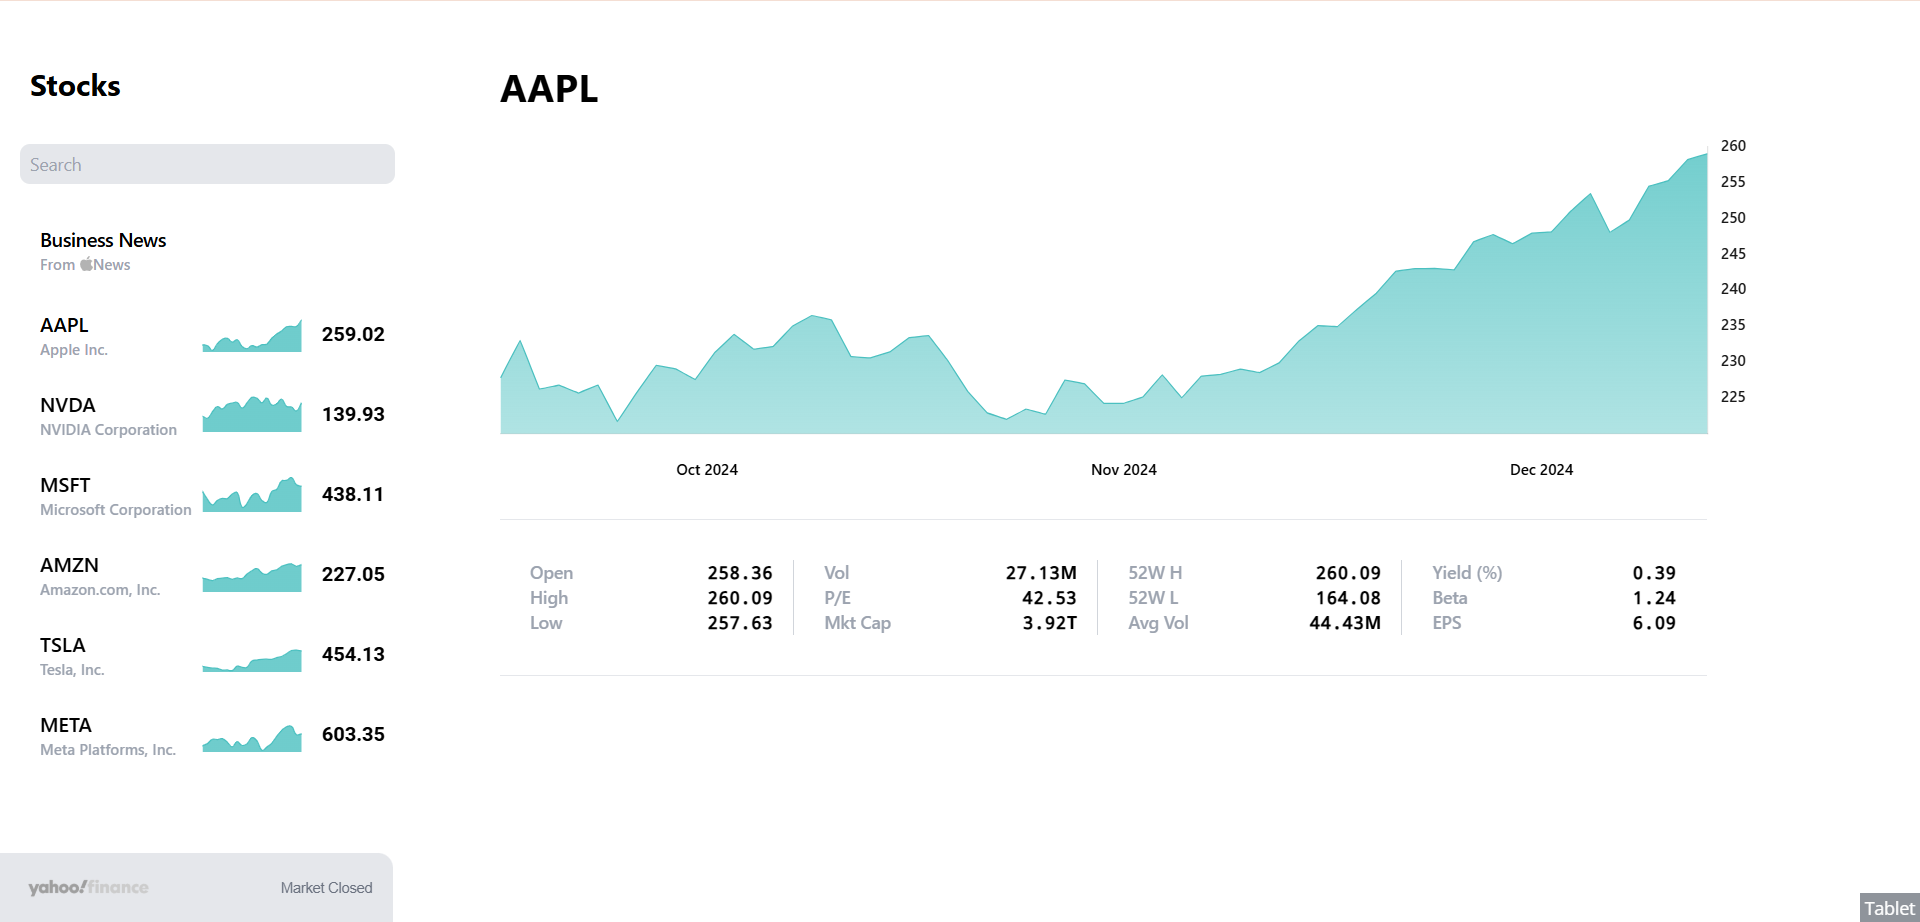 Stocks
Search
Business News
From News
AAPL
Apple Inc.
259.02
NVDA
NVIDIA Corporation
139.93
MSFT
Microsoft Corporation
438.11
AMZN
Amazon.com, Inc.
227.05
TSLA
Tesla, Inc.
454.13
META
Meta Platforms, Inc.
603.35
yahoo!finance
Market Closed
AAPL
260
255
250
245
240
235
230
225
Oct 2024 Nov 2024 Dec 2024
Open 258.36
High 260.09
Low 257.63
Vol 27.13M
P/E 42.53
Mkt Cap 3.92T
52W H 260.09
52W L 164.08
Avg Vol 44.43M
Yield (%) 0.39
Beta 1.24
EPS 6.09
Tablet